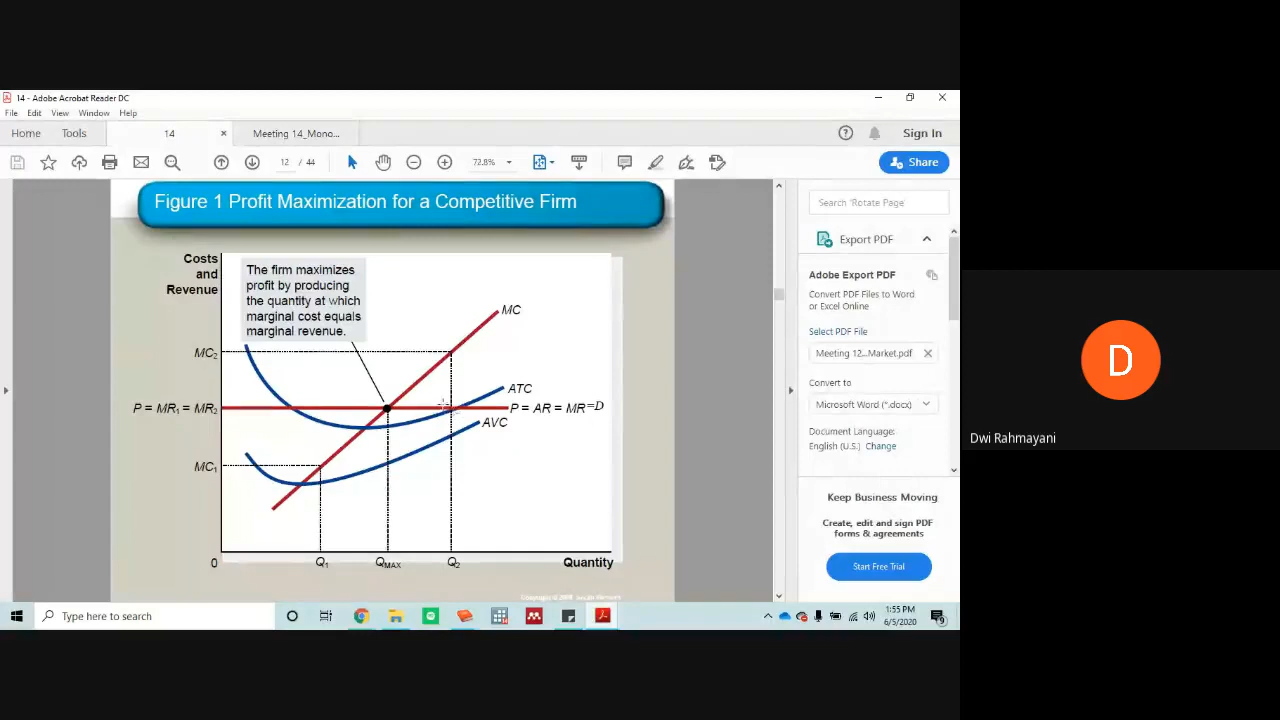 14 - Adobe Acrobat Reader DC
File Edit View Window Help
Home Tools 14 Meeting 14_Mono... Sign In
12 / 44 72.8% Share
Figure 1 Profit Maximization for a Competitive Firm
Costs
and
Revenue
The firm maximizes
profit by producing
the quantity at which
marginal cost equals
marginal revenue.
MC
MC2
ATC
P = MR1 = MR2
P = AR = MR=D
AVC
MC1
0 Q1 QMAX Q2 Quantity
Search 'Rotate Page'
Export PDF
Adobe Export PDF
Convert PDF Files to Word
or Excel Online
Select PDF File
Meeting 12...Market.pdf
Convert to
Microsoft Word (*.docx)
Document Language:
English (U.S.) Change
Keep Business Moving
Create, edit and sign PDF
forms & agreements
Start Free Trial
D
Dwi Rahmayani
Type here to search
1:55 PM
6/5/2020